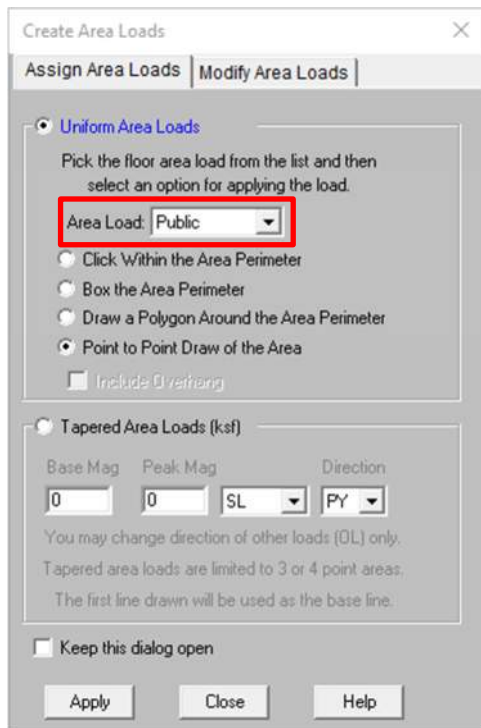 Create Area Loads
Assign Area Loads Modify Area Loads
Uniform Area Loads
Pick the floor area load from the list and then
select an option for applying the load.
Area Load: Public
Click Within the Area Perimeter
Box the Area Perimeter
Draw a Polygon Around the Area Perimeter
Point to Point Draw of the Area
Include Overhang
Tapered Area Loads (ksf)
Base Mag Peak Mag Direction
0 0 SL PY
You may change direction of other loads (OL) only.
Tapered area loads are limited to 3 or 4 point areas.
The first line drawn will be used as the base line.
Keep this dialog open
Apply Close Help